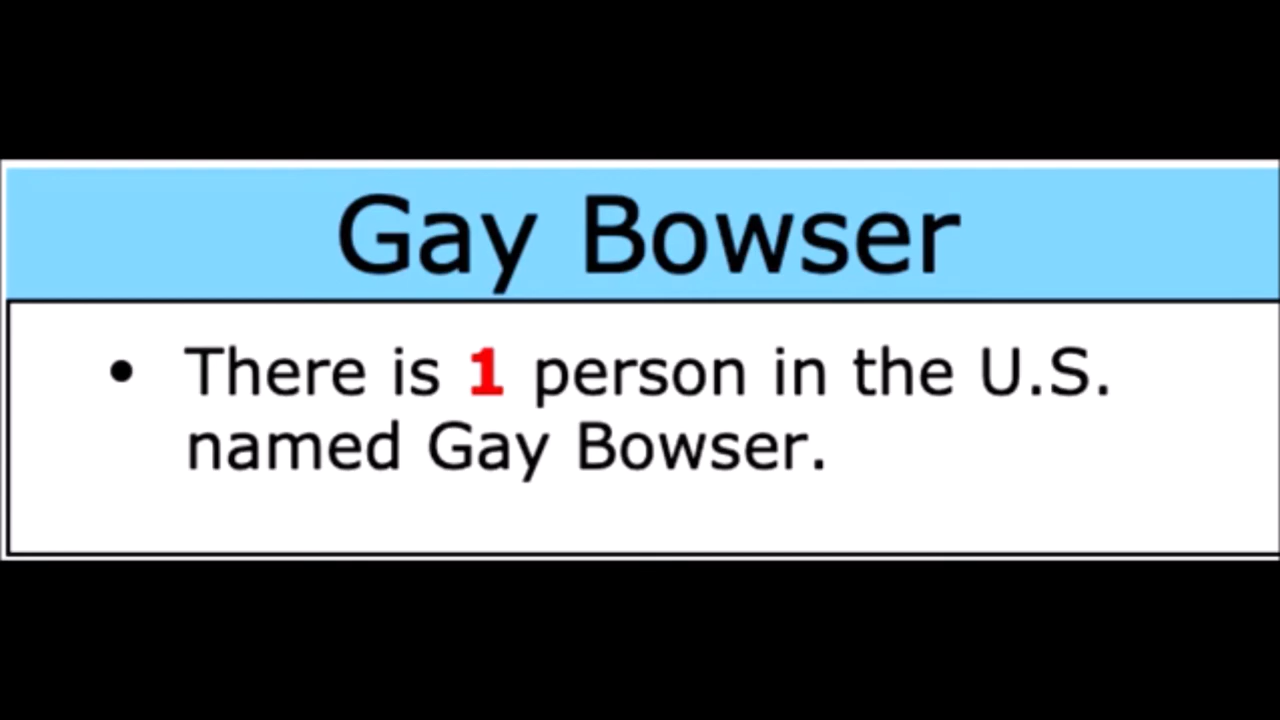 Gay Bowser
• There is 1 person in the U.S.
named Gay Bowser.